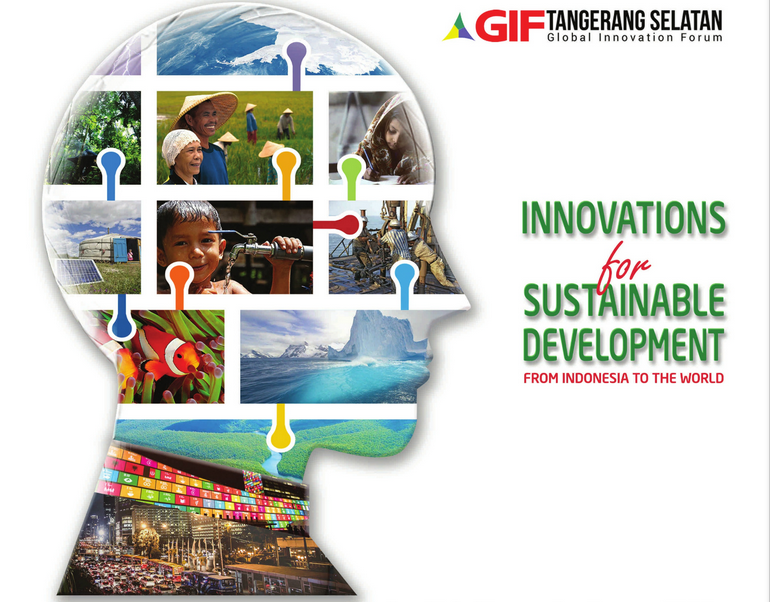 GIF TANGERANG SELATAN
Global Innovation Forum
INNOVATIONS
for
SUSTAINABLE
DEVELOPMENT
FROM INDONESIA TO THE WORLD